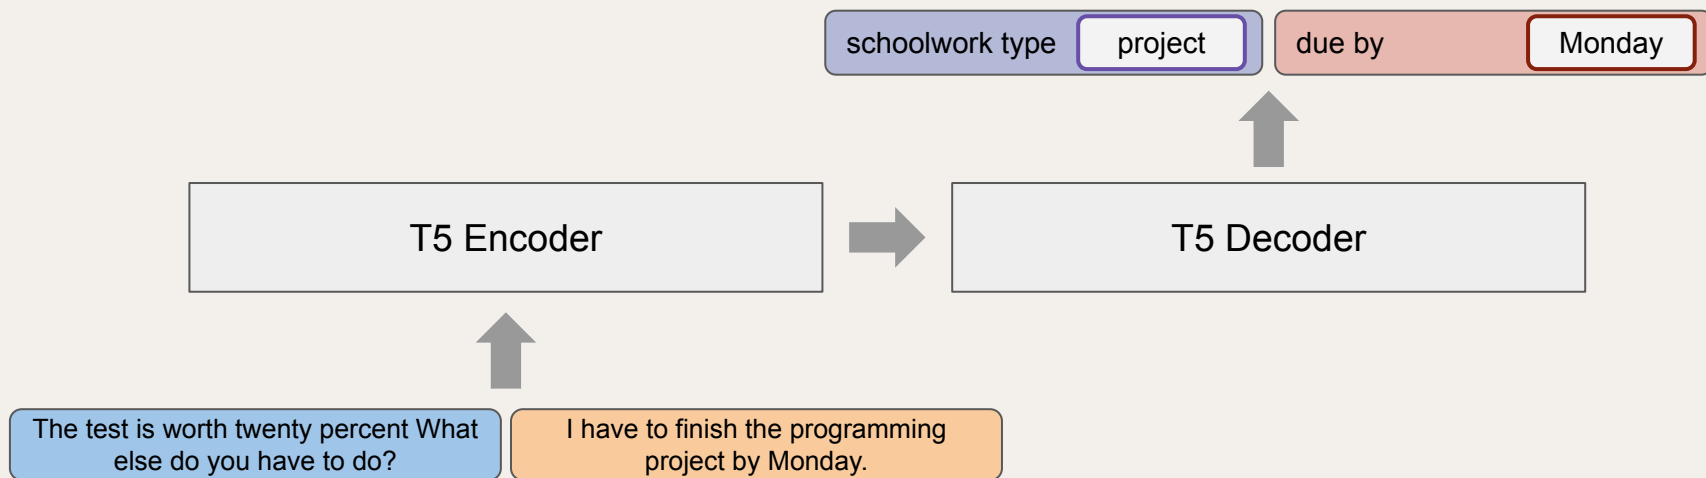 schoolwork type project due by Monday
T5 Encoder T5 Decoder
The test is worth twenty percent What
else do you have to do?
I have to finish the programming
project by Monday.